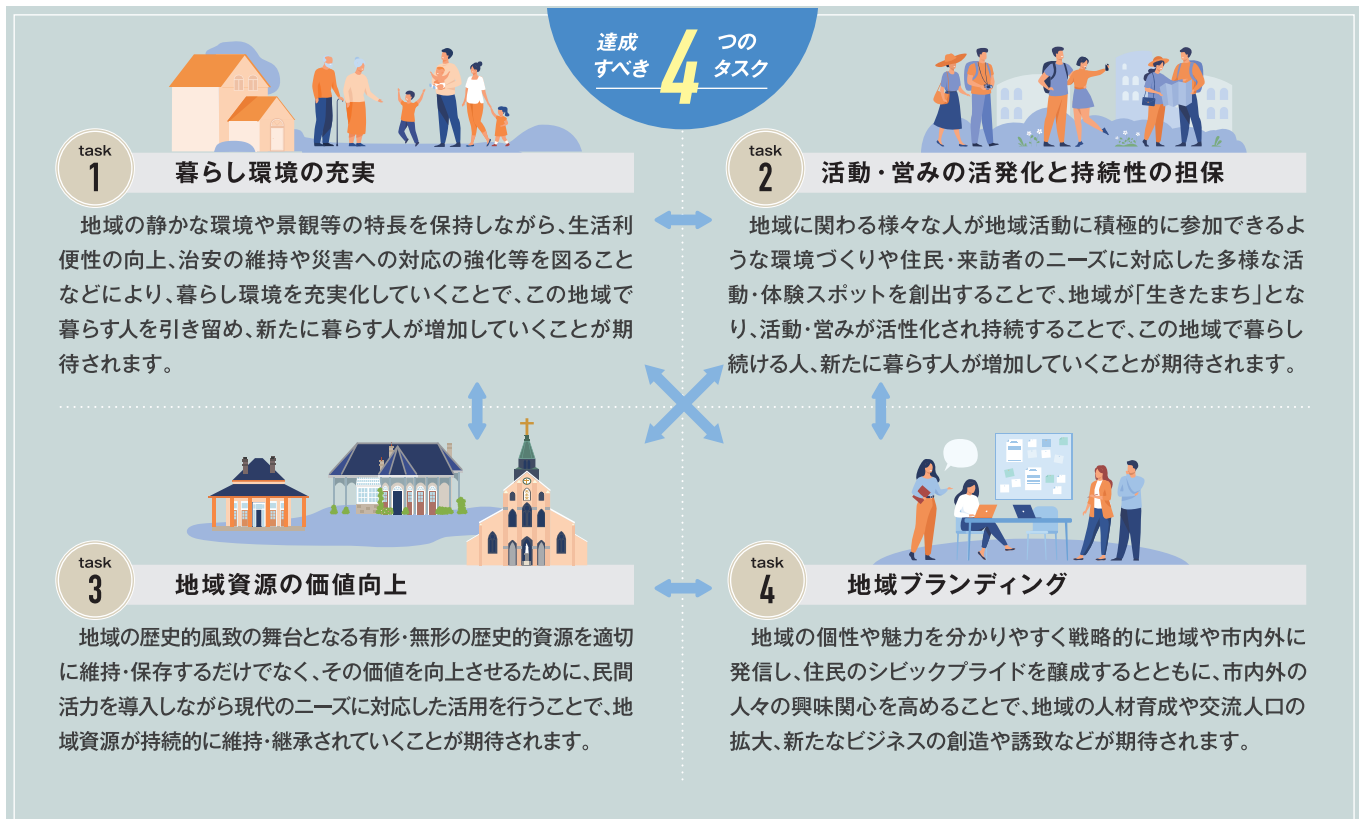 達成
すべき
4
つの
タスク
task
1
暮らし環境の充実
地域の静かな環境や景観等の特長を保持しながら、生活利
便性の向上、治安の維持や災害への対応の強化等を図ること
などにより、暮らし環境を充実化していくことで、この地域で
暮らす人を引き留め、新たに暮らす人が増加していくことが期
待されます。
task
2
活動・営みの活発化と持続性の担保
地域に関わる様々な人が地域活動に積極的に参加できるよ
うな環境づくりや住民・来訪者のニーズに対応した多様な活
動・体験スポットを創出することで、地域が「生きたまち」とな
り、活動・営みが活性化され持続することで、この地域で暮らし
続ける人、新たに暮らす人が増加していくことが期待されます。
task
3
地域資源の価値向上
地域の歴史的風致の舞台となる有形・無形の歴史的資源を適切
に維持・保存するだけでなく、その価値を向上させるために、民間
活力を導入しながら現代のニーズに対応した活用を行うことで、地
域資源が持続的に維持・継承されていくことが期待されます。
task
4
地域ブランディング
地域の個性や魅力を分かりやすく戦略的に地域や市内外に
発信し、住民のシビックプライドを醸成するとともに、市内外の
人々の興味関心を高めることで、地域の人材育成や交流人口の
拡大、新たなビジネスの創造や誘致などが期待されます。